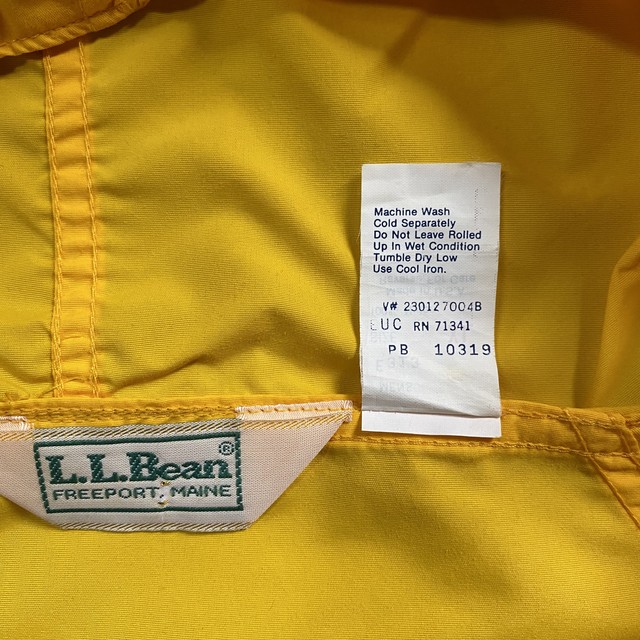 Machine Wash
Cold Separately
Do Not Leave Rolled
Up In Wet Condition
Tumble Dry Low
Use Cool Iron.
V# 230127004B
EUC RN 71341
PB 10319
L.L.Bean®
FREEPORT, MAINE